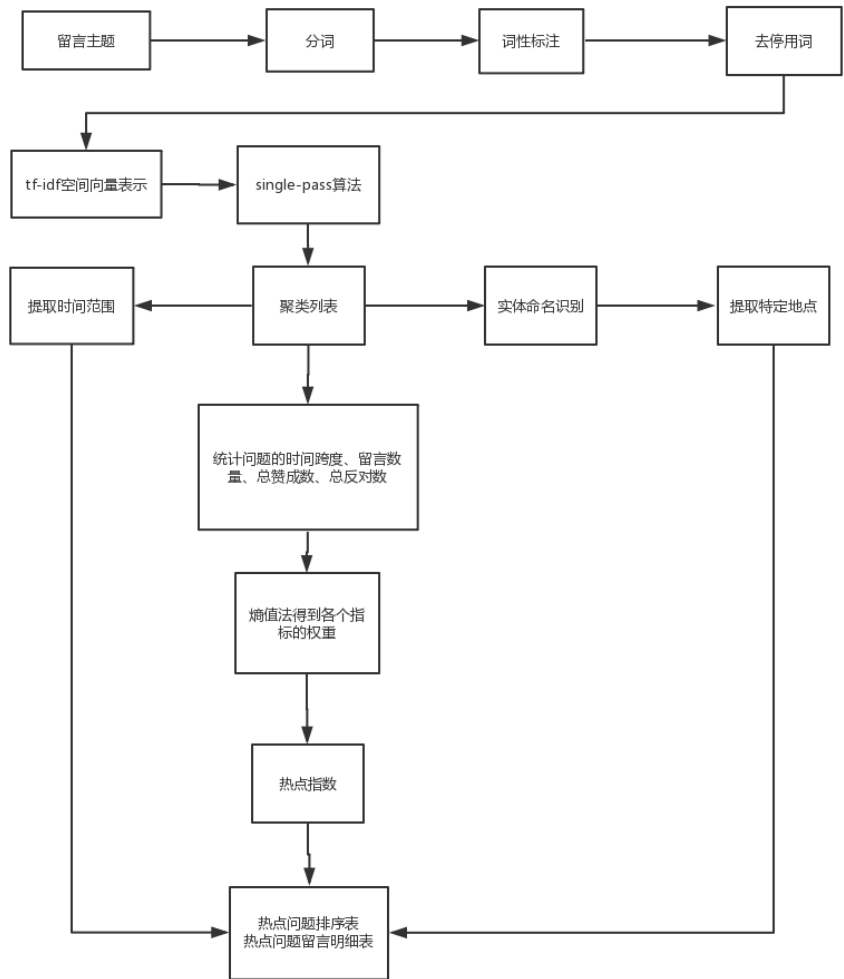 留言主题
分词
词性标注
去停用词
tf-idf空间向量表示
single-pass算法
提取时间范围
聚类列表
实体命名识别
提取特定地点
统计问题的时间跨度、留言数
量、总赞成数、总反对数
熵值法得到各个指
标的权重
热点指数
热点问题排序表
热点问题留言明细表